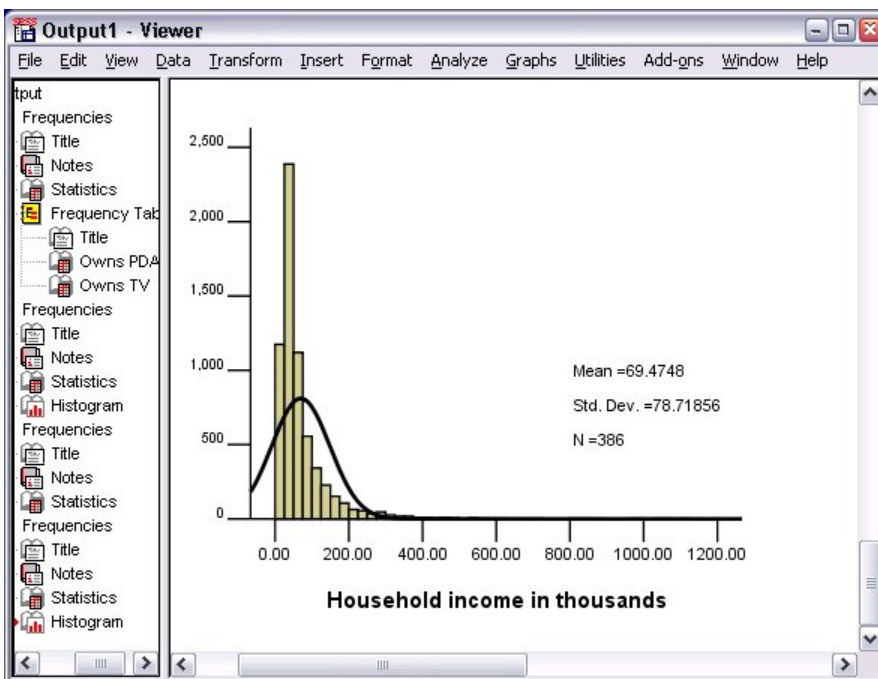 Output1 - Viewer
File Edit View Data Transform Insert Format Analyze Graphs Utilities Add-ons Window Help
tput
Frequencies
Title
Notes
Statistics
Frequency Tab
Title
Owns PDA
Owns TV
Frequencies
Title
Notes
Statistics
Histogram
Frequencies
Title
Notes
Statistics
Frequencies
Title
Notes
Statistics
Histogram
2,500
2,000
1,500
1,000
500
0
Mean =69.4748
Std. Dev. =78.71856
N =386
0.00 200.00 400.00 600.00 800.00 1000.00 1200.00
Household income in thousands